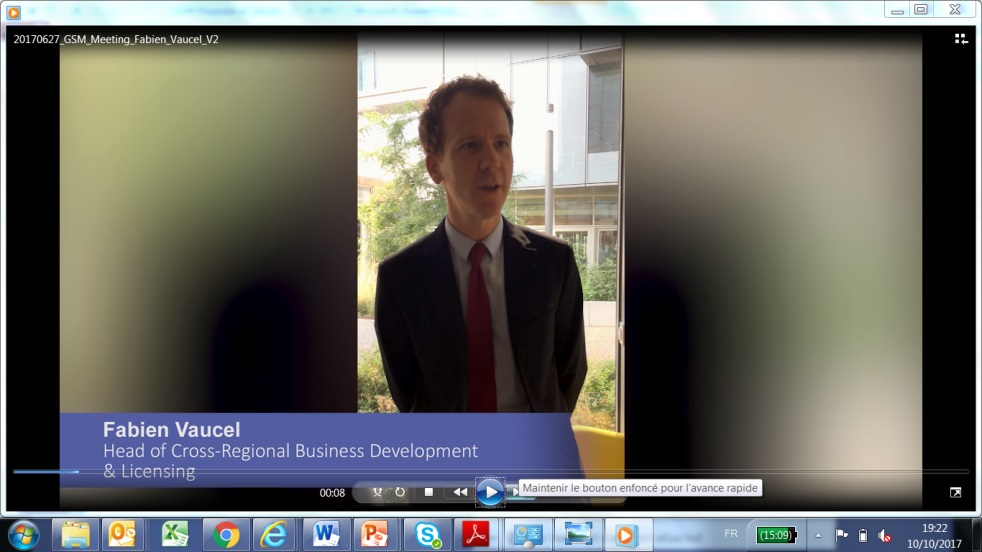 20170627_GSM_Meeting_Fabien_Vaucel_V2
Fabien Vaucel
Head of Cross-Regional Business Development
& Licensing
00:08
Maintenir le bouton enfoncé pour l'avance rapide
FR
(15:09)
19:22
10/10/2017